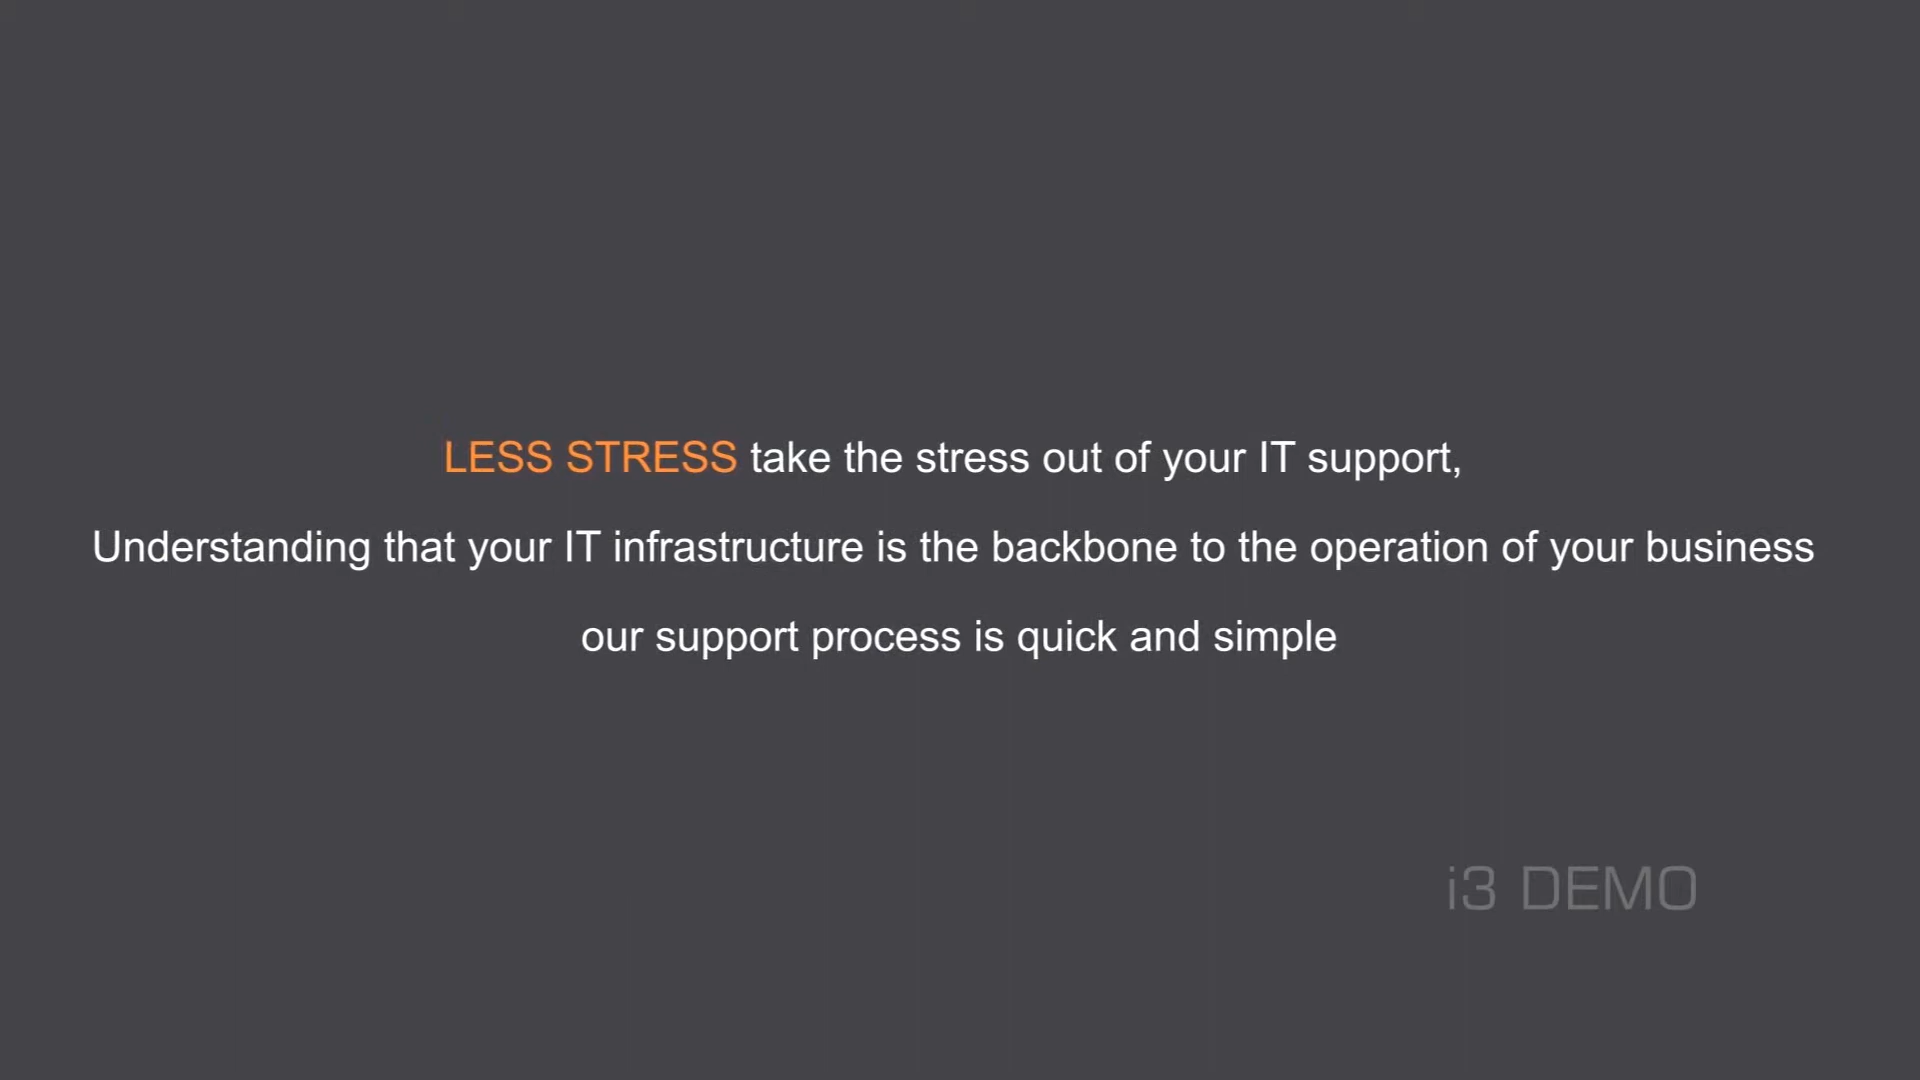 LESS STRESS take the stress out of your IT support,
Understanding that your IT infrastructure is the backbone to the operation of your business
our support process is quick and simple
i3 DEMO